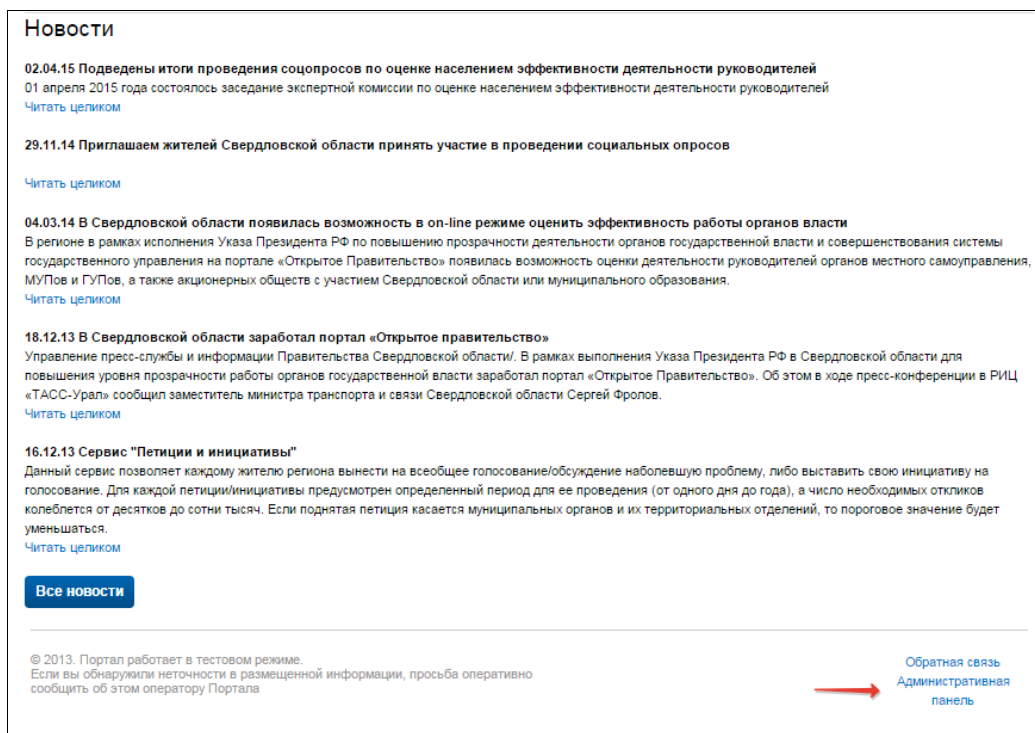 Новости
02.04.15 Подведены итоги проведения соцопросов по оценке населением эффективности деятельности руководителей
01 апреля 2015 года состоялось заседание экспертной комиссии по оценке населением эффективности деятельности руководителей
Читать целиком
29.11.14 Приглашаем жителей Свердловской области принять участие в проведении социальных опросов
Читать целиком
04.03.14 В Свердловской области появилась возможность в on-line режиме оценить эффективность работы органов власти
В регионе в рамках исполнения Указа Президента РФ по повышению прозрачности деятельности органов государственной власти и совершенствования системы
государственного управления на портале «Открытое Правительство» появилась возможность оценки деятельности руководителей органов местного самоуправления,
МУПов и ГУПов, а также акционерных обществ с участием Свердловской области или муниципального образования.
Читать целиком
18.12.13 В Свердловской области заработал портал «Открытое правительство»
Управление пресс-службы и информации Правительства Свердловской области/. В рамках выполнения Указа Президента РФ в Свердловской области для
повышения уровня прозрачности работы органов государственной власти заработал портал «Открытое Правительство». Об этом в ходе пресс-конференции в РИЦ
«ТАСС-Урал» сообщил заместитель министра транспорта и связи Свердловской области Сергей Фролов.
Читать целиком
16.12.13 Сервис "Петиции и инициативы"
Данный сервис позволяет каждому жителю региона вынести на всеобщее голосование/обсуждение наболевшую проблему, либо выставить свою инициативу на
голосование. Для каждой петиции/инициативы предусмотрен определенный период для ее проведения (от одного дня до года), а число необходимых откликов
колеблется от десятков до сотни тысяч. Если поднятая петиция касается муниципальных органов и их территориальных отделений, то пороговое значение будет
уменьшаться.
Читать целиком
Все новости
© 2013. Портал работает в тестовом режиме.
Если вы обнаружили неточности в размещенной информации, просьба оперативно
сообщить об этом оператору Портала
Обратная связь
Административная
панель